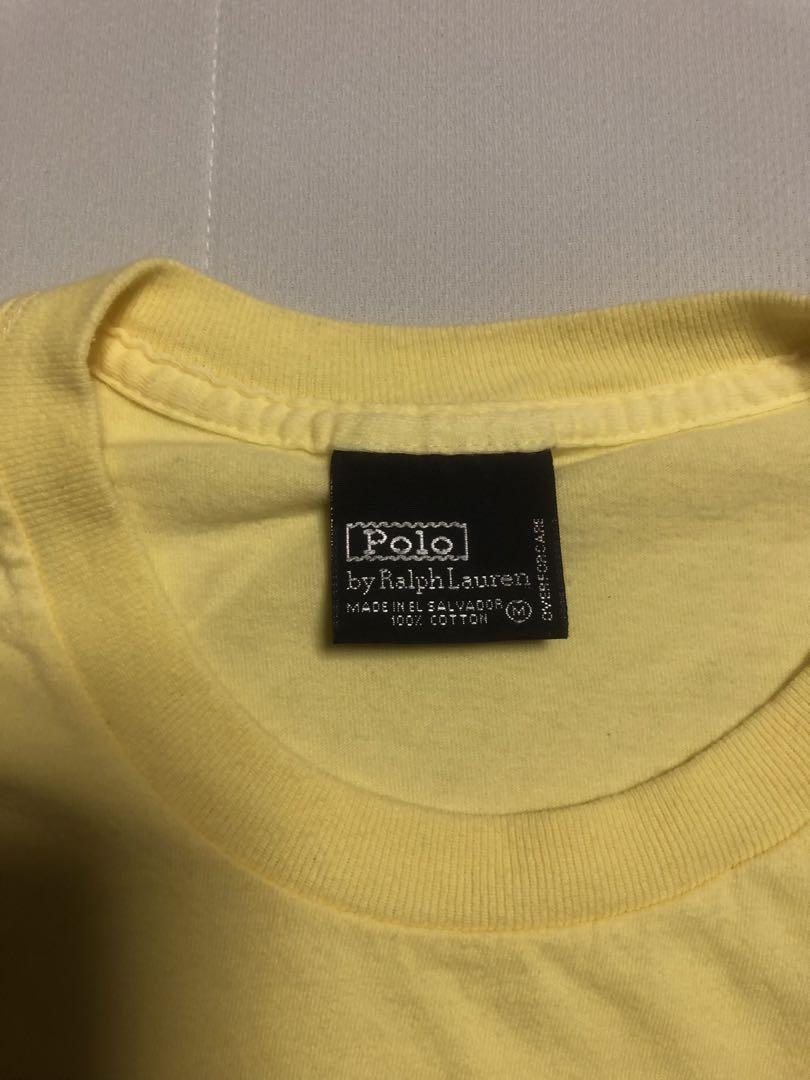 Polo
by Ralph Lauren
MADE IN EL SALVADOR
100% COTTON
M
OVER FOR CARE